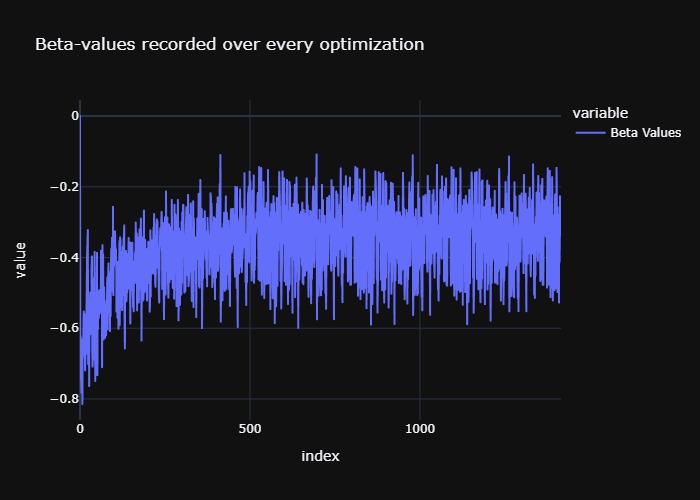 Beta-values recorded over every optimization
variable
Beta Values
0
−0.2
−0.4
−0.6
−0.8
value
0
500
1000
index